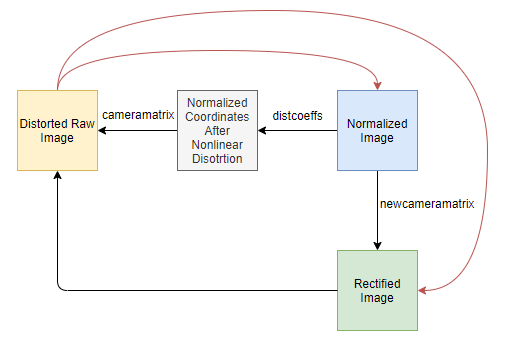 Distorted Raw
Image
cameramatrix
Normalized
Coordinates
After
Nonlinear
Disotrtion
distcoeffs
Normalized
Image
newcameramatrix
Rectified
Image